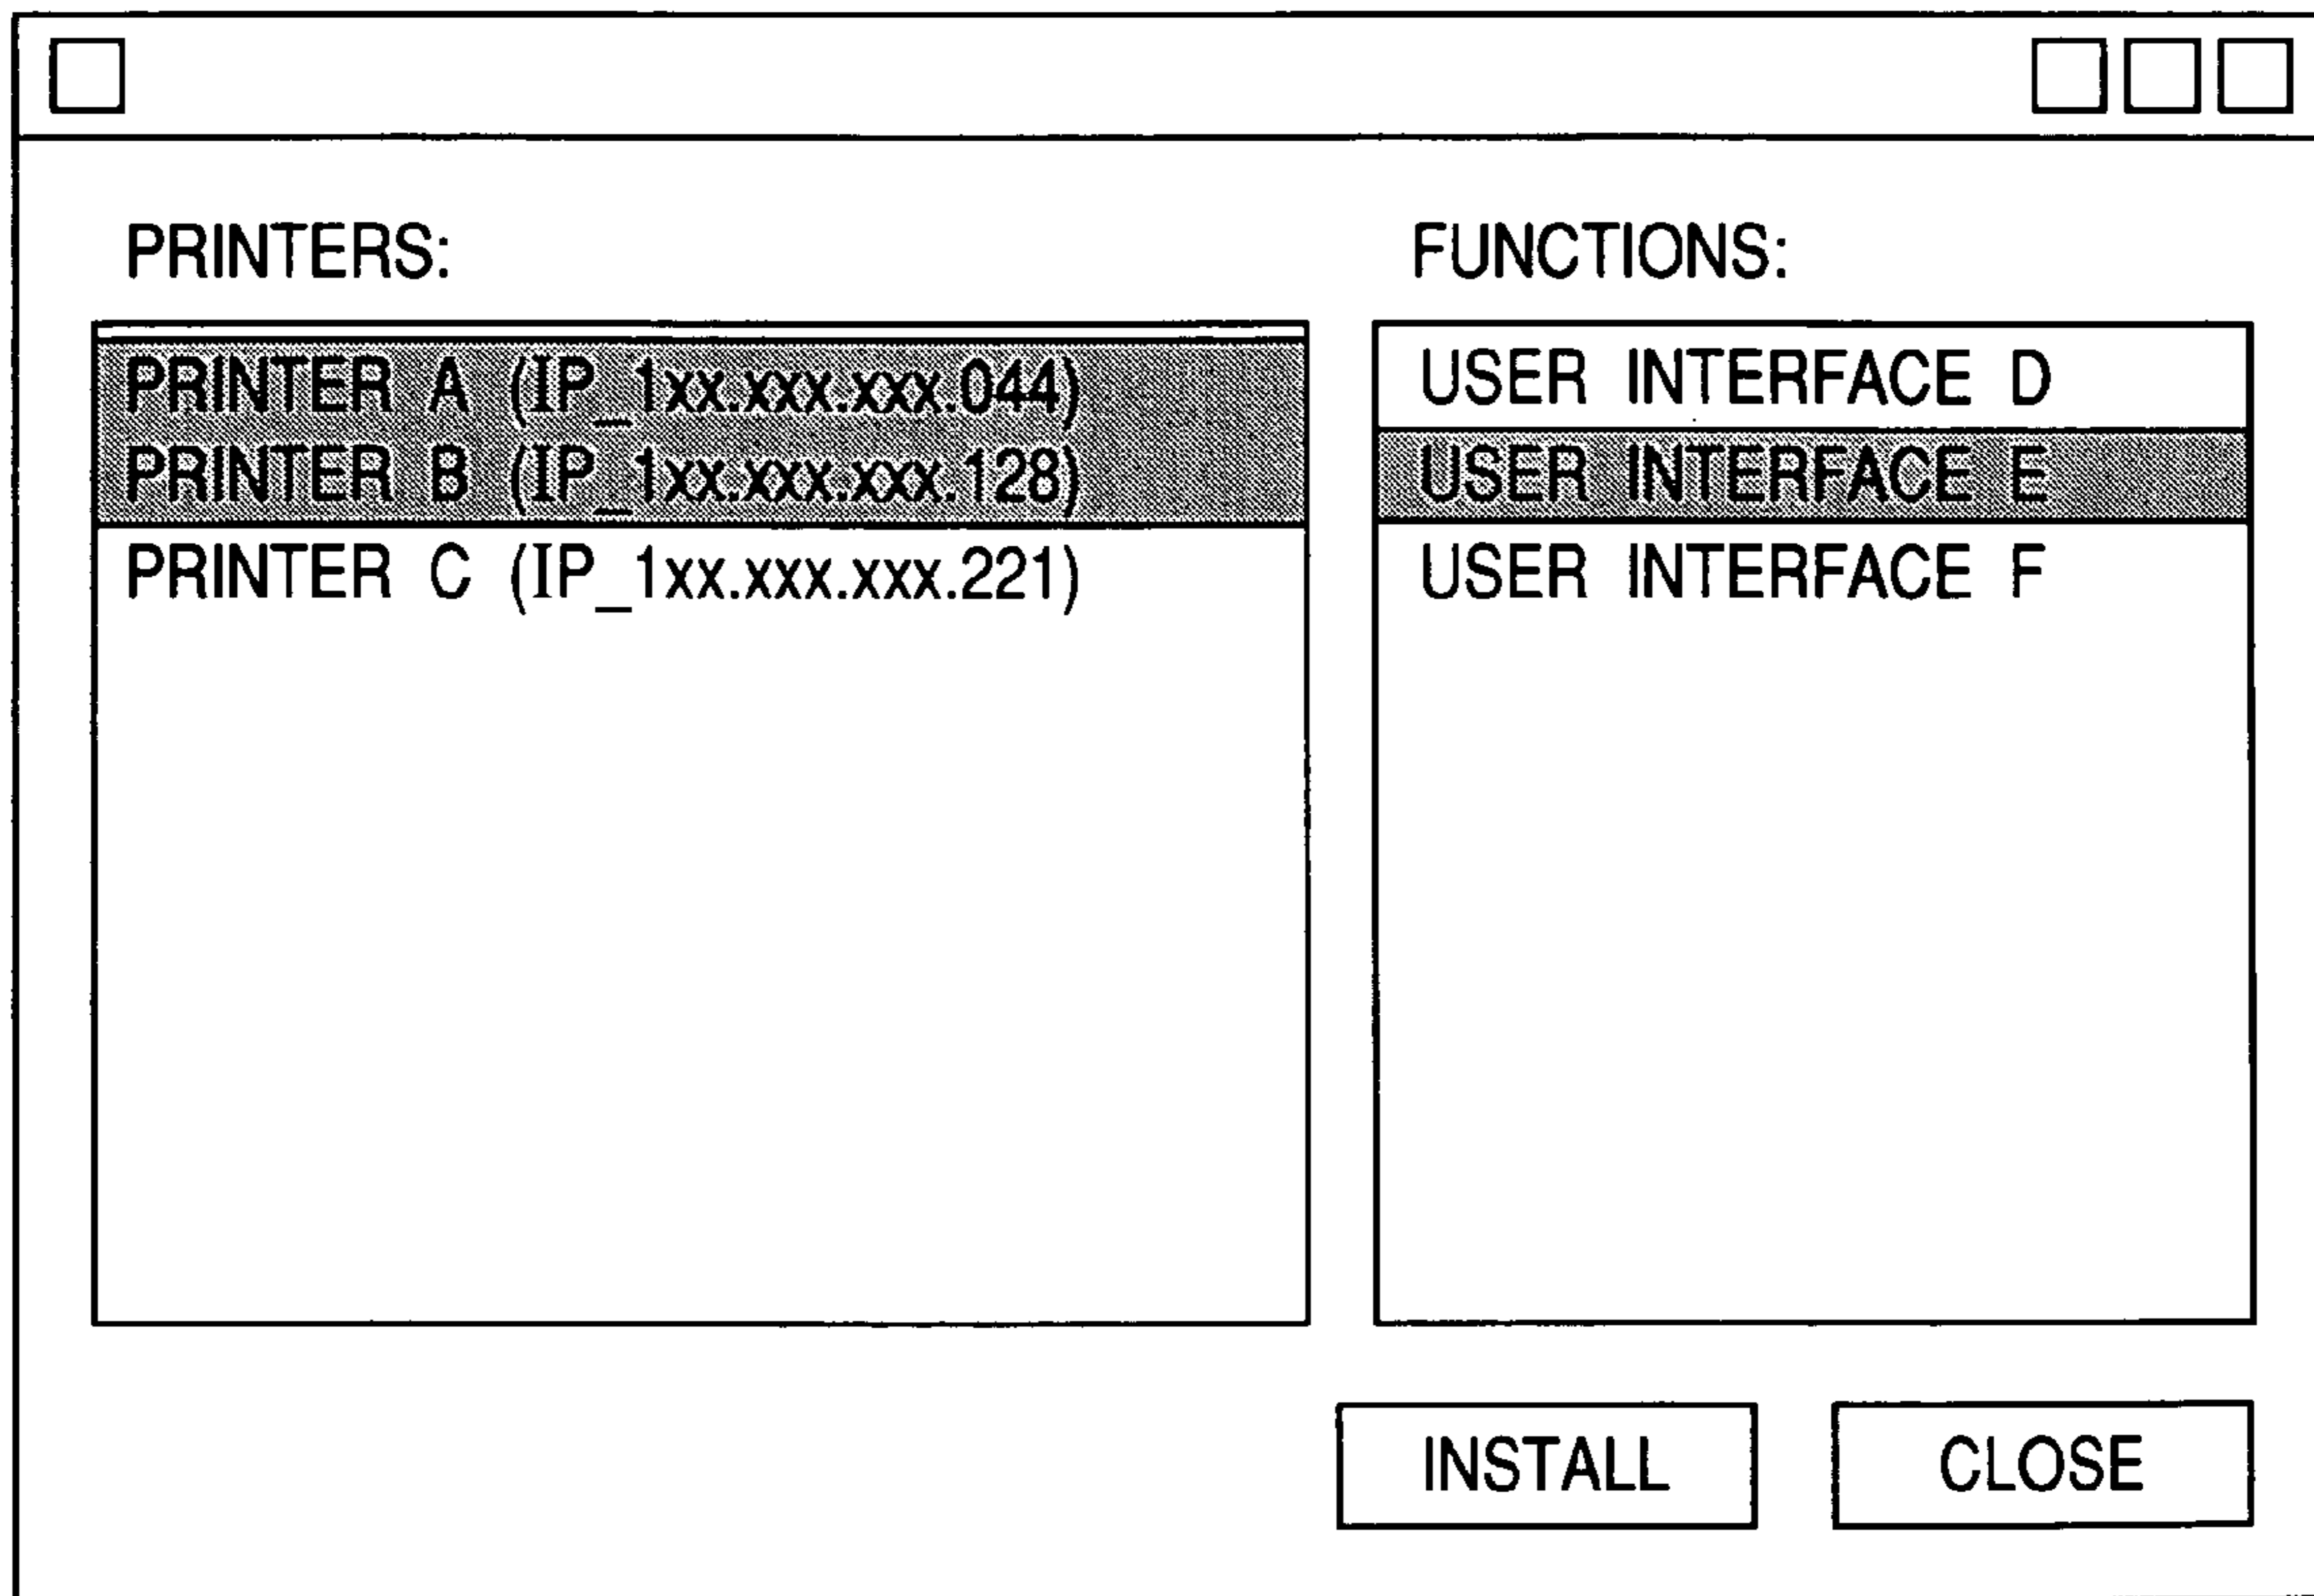 PRINTERS:
PRINTER A (IP_1xx.xxx.xxx.044)
PRINTER B (IP_1xx.xxx.xxx.128)
PRINTER C (IP_1xx.xxx.xxx.221)
FUNCTIONS:
USER INTERFACE D
USER INTERFACE E
USER INTERFACE F
INSTALL
CLOSE